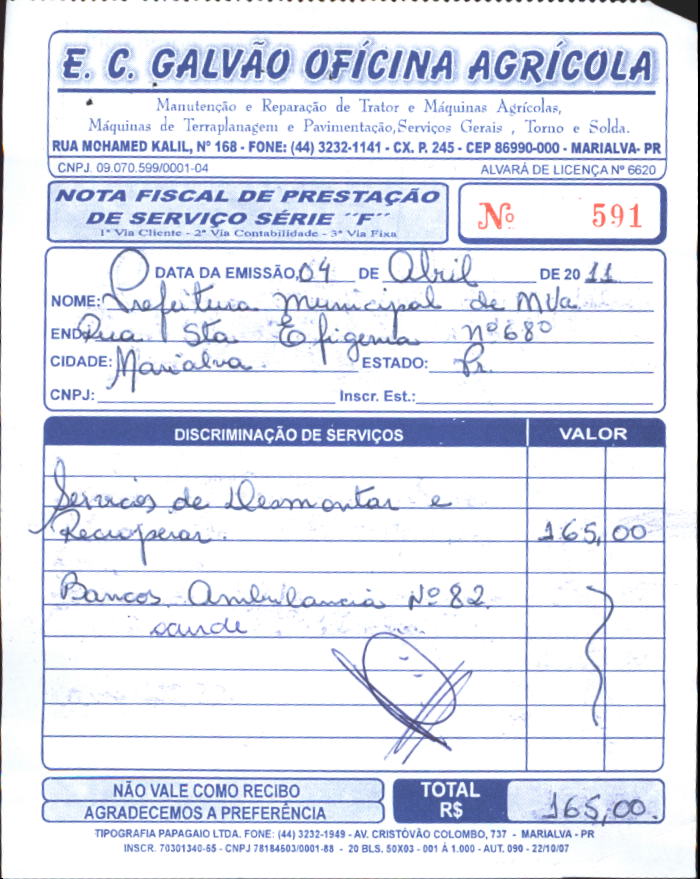 E. C. GALVÃO OFÍCINA AGRÍCOLA
Manutenção e Reparação de Trator e Máquinas Agrícolas,
Máquinas de Terraplanagem e Pavimentação, Serviços Gerais , Torno e Solda.
RUA MOHAMED KALIL, Nº 168 - FONE: (44) 3232-1141 - CX. P. 245 - CEP 86990-000 - MARIALVA- PR
CNPJ. 09.070.599/0001-04 ALVARÁ DE LICENÇA Nº 6620
NOTA FISCAL DE PRESTAÇÃO
DE SERVIÇO SÉRIE "F"
1ª Via Cliente - 2ª Via Contabilidade - 3ª Via Fixa
Nº 591
DATA DA EMISSÃO, 04 DE Abril DE 2011
NOME: Prefeitura Municipal de Mva
END Rua Sta Efigenia nº 680
CIDADE: Marialva. ESTADO: Pr.
CNPJ: Inscr. Est.:
DISCRIMINAÇÃO DE SERVIÇOS VALOR
Servicos de Desmontar e
Recuperar. 165,00
Bancos Ambulancia Nº 82
saude
NÃO VALE COMO RECIBO
AGRADECEMOS A PREFERÊNCIA
TOTAL
R$ 165,00.
TIPOGRAFIA PAPAGAIO LTDA. FONE: (44) 3232-1949 - AV. CRISTÓVÃO COLOMBO, 737 - MARIALVA - PR
INSCR. 70301340-65 - CNPJ 78184603/0001-88 - 20 BLS. 50X03 - 001 À 1.000 - AUT. 090 - 22/10/07